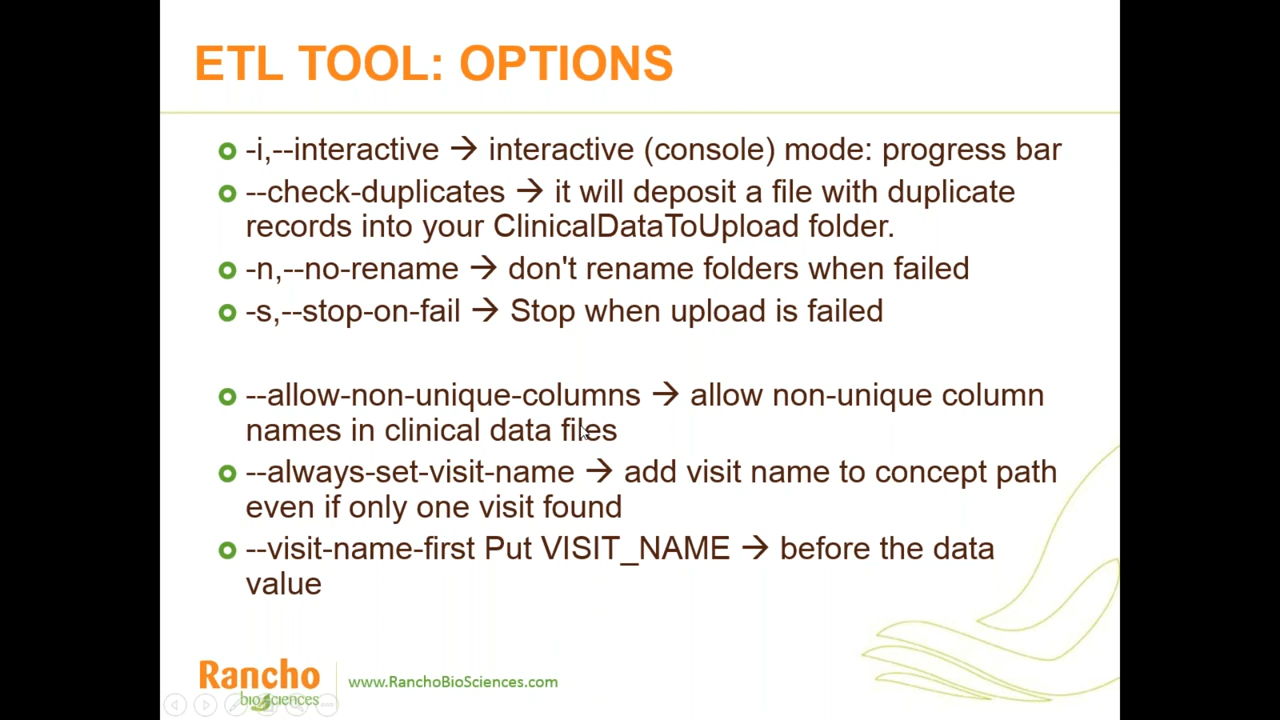 ETL TOOL: OPTIONS
-i,--interactive → interactive (console) mode: progress bar
--check-duplicates → it will deposit a file with duplicate
records into your ClinicalDataToUpload folder.
-n,--no-rename → don't rename folders when failed
-s,--stop-on-fail → Stop when upload is failed
--allow-non-unique-columns → allow non-unique column
names in clinical data files
--always-set-visit-name → add visit name to concept path
even if only one visit found
--visit-name-first Put VISIT_NAME → before the data
value
Rancho
biosciences
www.RanchoBioSciences.com